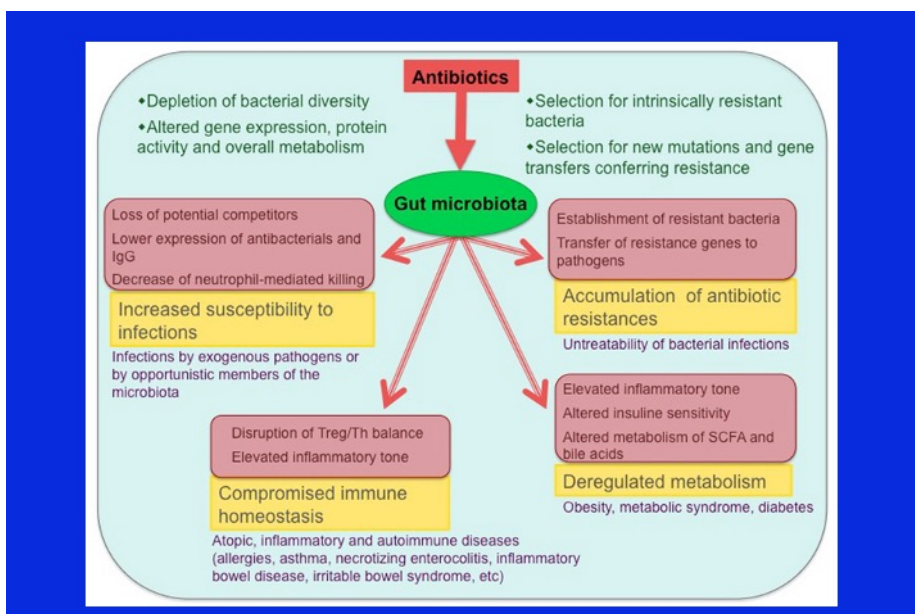 Antibiotics
◆Depletion of bacterial diversity
◆Altered gene expression, protein
activity and overall metabolism
◆Selection for intrinsically resistant
bacteria
◆Selection for new mutations and gene
transfers conferring resistance
Gut microbiota
Loss of potential competitors
Lower expression of antibacterials and
IgG
Decrease of neutrophil-mediated killing
Increased susceptibility to
infections
Infections by exogenous pathogens or
by opportunistic members of the
microbiota
Establishment of resistant bacteria
Transfer of resistance genes to
pathogens
Accumulation of antibiotic
resistances
Untreatability of bacterial infections
Disruption of Treg/Th balance
Elevated inflammatory tone
Compromised immune
homeostasis
Atopic, inflammatory and autoimmune diseases
(allergies, asthma, necrotizing enterocolitis, inflammatory
bowel disease, irritable bowel syndrome, etc)
Elevated inflammatory tone
Altered insuline sensitivity
Altered metabolism of SCFA and
bile acids
Deregulated metabolism
Obesity, metabolic syndrome, diabetes